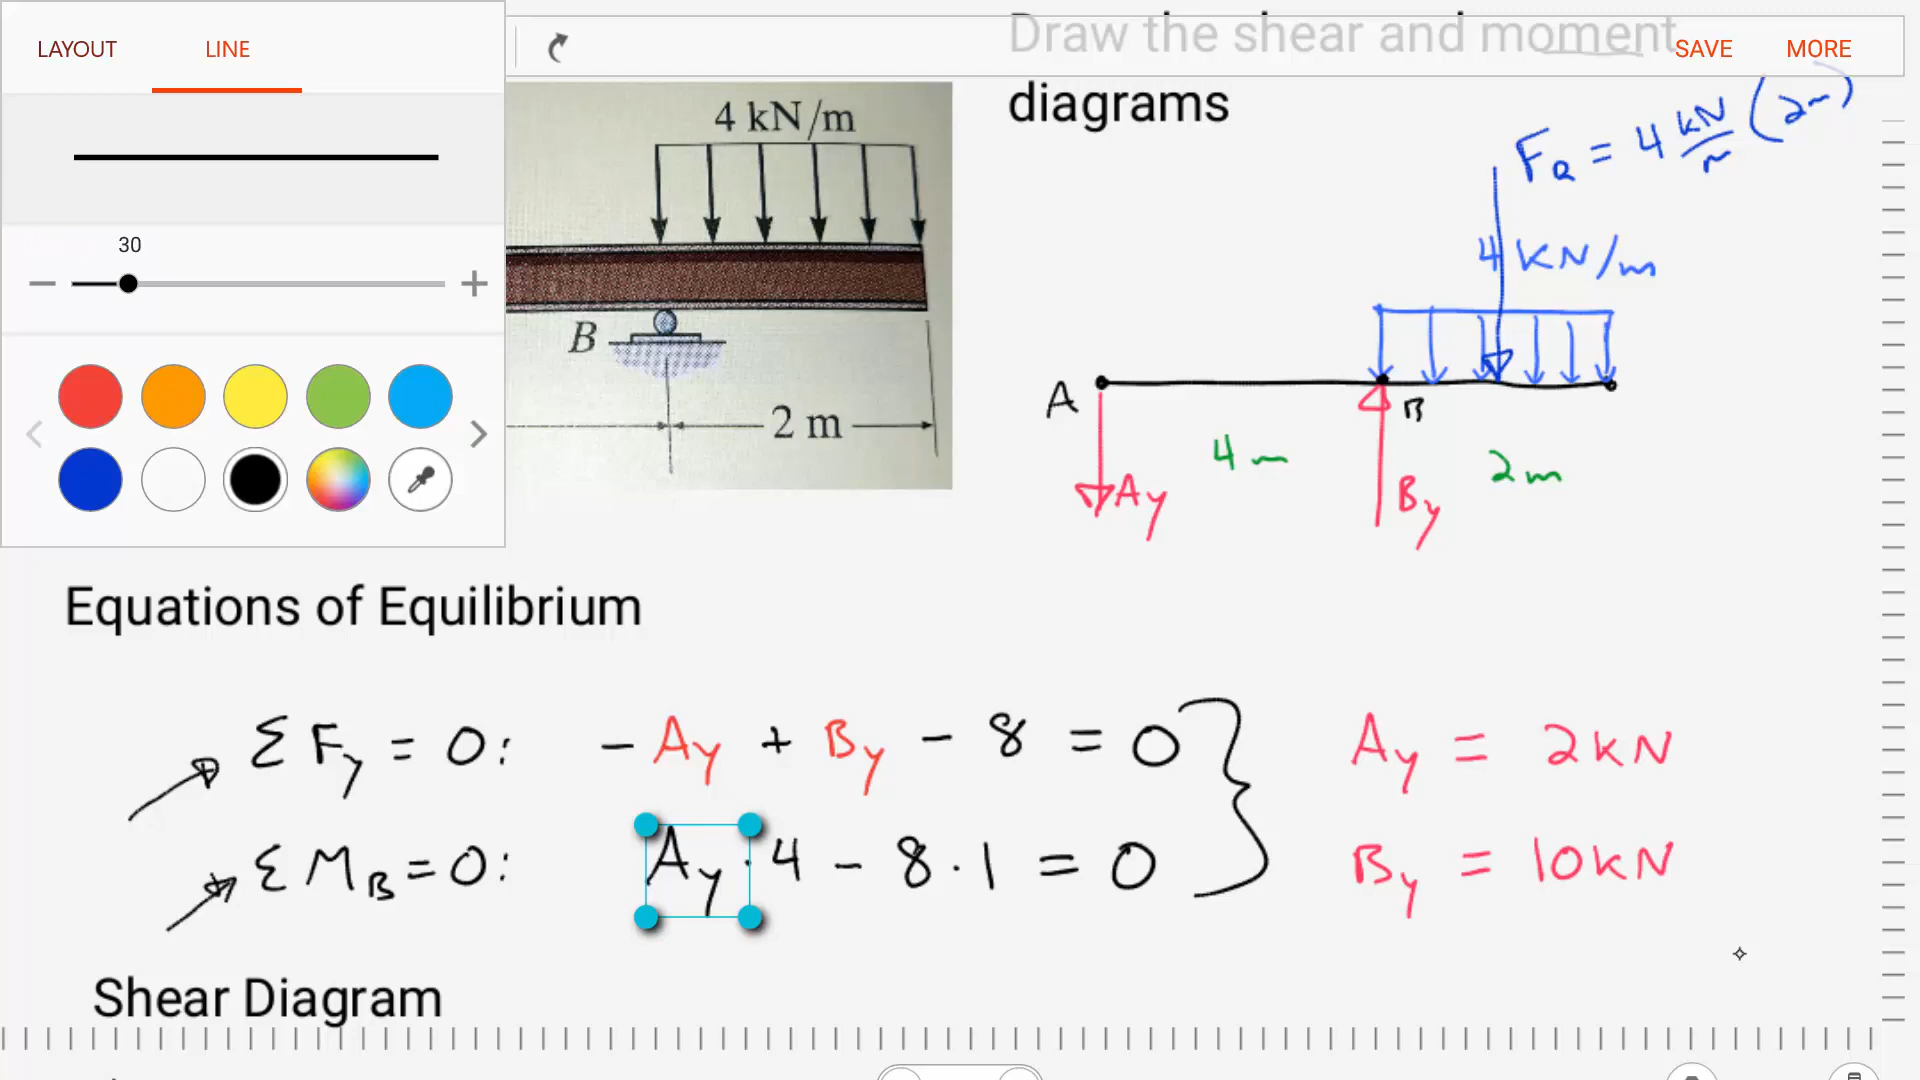 LAYOUT LINE
Draw the shear and moment
SAVE MORE
diagrams
30
4 kN/m
B
2 m
F_R = 4 kN/m (2m)
4 KN/m
A
B
4 m
2 m
Ay
By
Equations of Equilibrium
ΣFy = 0: - Ay + By - 8 = 0
Ay = 2KN
ΣM_B = 0: Ay · 4 - 8 · 1 = 0
By = 10KN
Shear Diagram